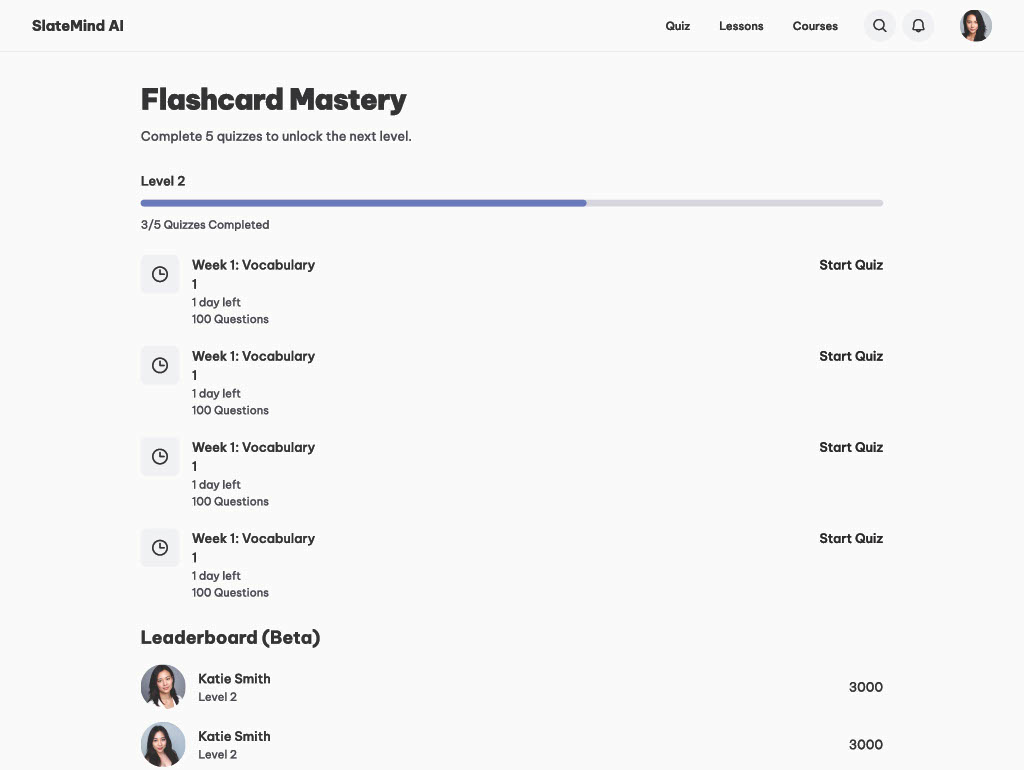 SlateMind AI
Quiz
Lessons
Courses
Flashcard Mastery
Complete 5 quizzes to unlock the next level.
Level 2
3/5 Quizzes Completed
Week 1: Vocabulary
1
1 day left
100 Questions
Start Quiz
Week 1: Vocabulary
1
1 day left
100 Questions
Start Quiz
Week 1: Vocabulary
1
1 day left
100 Questions
Start Quiz
Week 1: Vocabulary
1
1 day left
100 Questions
Start Quiz
Leaderboard (Beta)
Katie Smith
Level 2
3000
Katie Smith
Level 2
3000